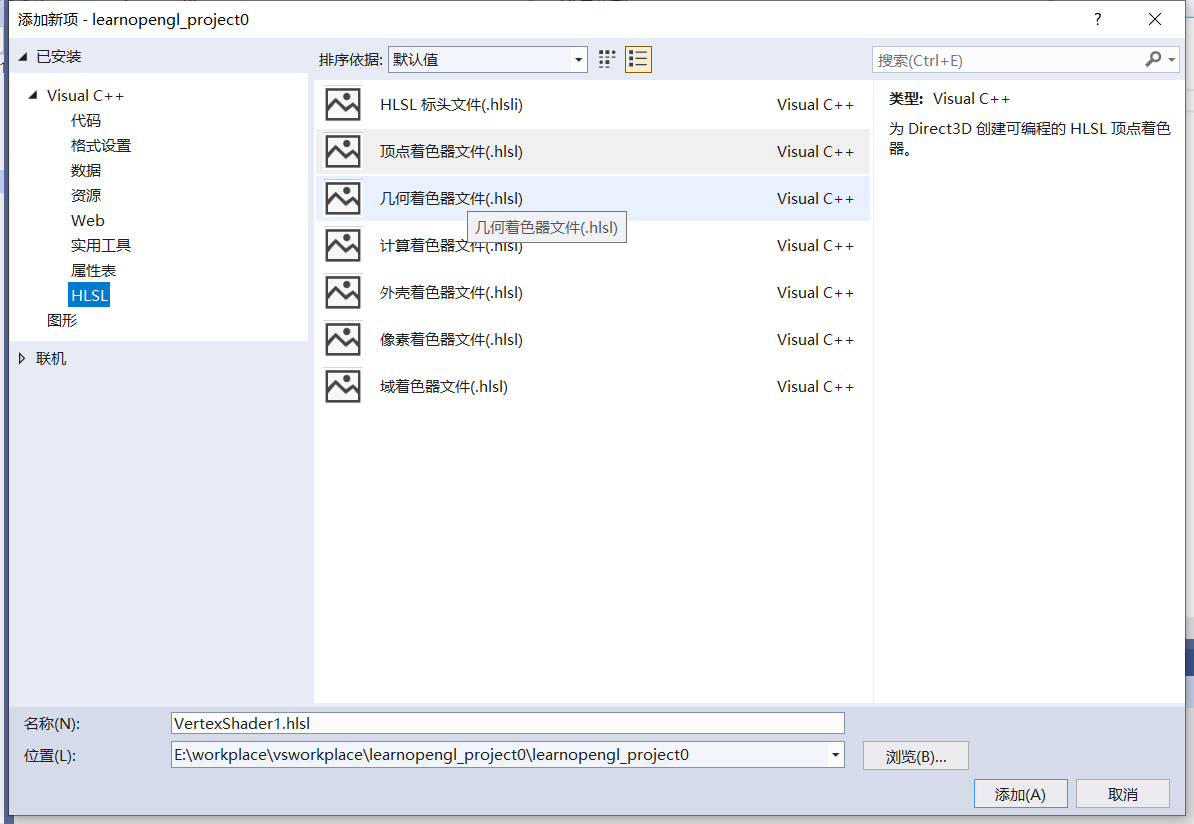 添加新项 - learnopengl_project0
?
已安装
排序依据: 默认值
搜索(Ctrl+E)
Visual C++
代码
格式设置
数据
资源
Web
实用工具
属性表
HLSL
图形
联机
HLSL 标头文件(.hlsli) Visual C++
顶点着色器文件(.hlsl) Visual C++
几何着色器文件(.hlsl) Visual C++
几何着色器文件(.hlsl)
计算着色器文件(.hlsl) Visual C++
外壳着色器文件(.hlsl) Visual C++
像素着色器文件(.hlsl) Visual C++
域着色器文件(.hlsl) Visual C++
类型: Visual C++
为 Direct3D 创建可编程的 HLSL 顶点着色
器。
名称(N): VertexShader1.hlsl
位置(L): E:\workplace\vsworkplace\learnopengl_project0\learnopengl_project0
浏览(B)...
添加(A) 取消